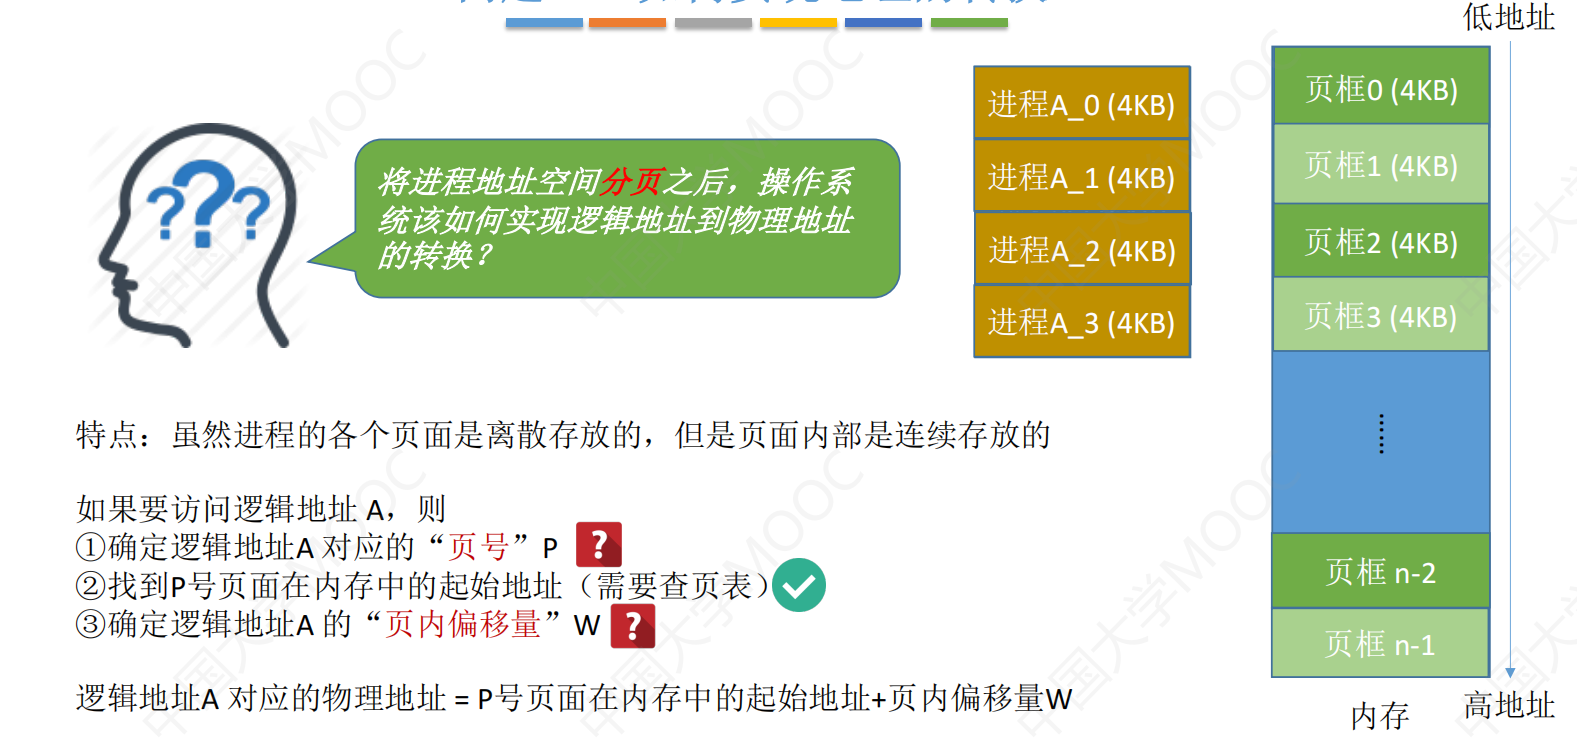 低地址
将进程地址空间分页之后，操作系
统该如何实现逻辑地址到物理地址
的转换？
进程A_0 (4KB)
进程A_1 (4KB)
进程A_2 (4KB)
进程A_3 (4KB)
页框0 (4KB)
页框1 (4KB)
页框2 (4KB)
页框3 (4KB)
......
页框 n-2
页框 n-1
内存
高地址
特点：虽然进程的各个页面是离散存放的，但是页面内部是连续存放的
如果要访问逻辑地址 A，则
①确定逻辑地址A 对应的“页号”P
②找到P号页面在内存中的起始地址（需要查页表）
③确定逻辑地址A 的“页内偏移量”W
逻辑地址A 对应的物理地址 = P号页面在内存中的起始地址+页内偏移量W
中国大学MOOC